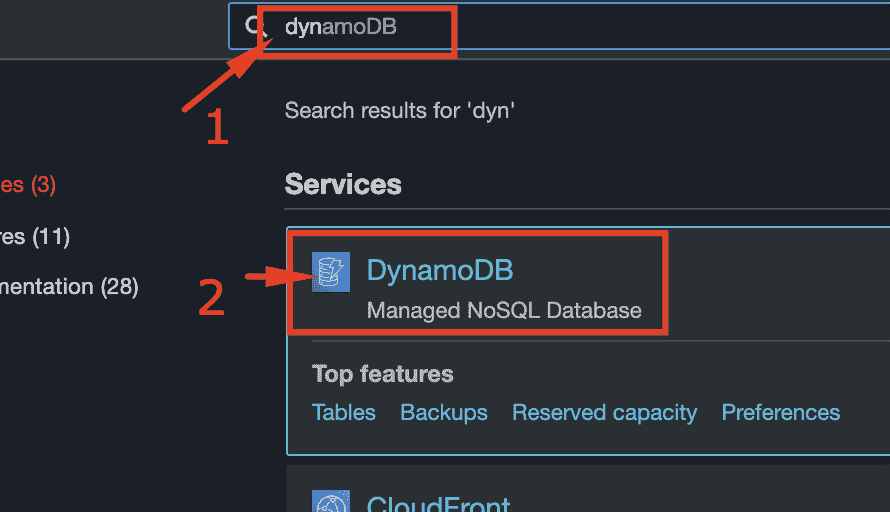 dynamoDB
1
Search results for 'dyn'
es (3)
Services
res (11)
mentation (28)
2
DynamoDB
Managed NoSQL Database
Top features
Tables Backups Reserved capacity Preferences
CloudFront